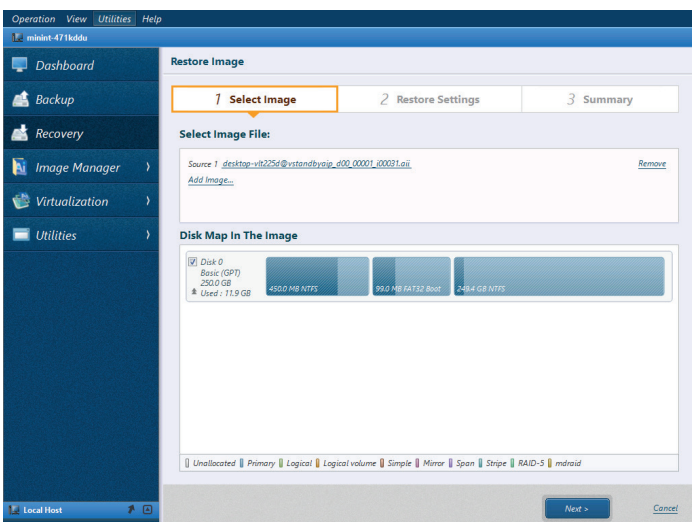 Operation View Utilities Help
minint-471kddu
Dashboard
Backup
Recovery
Image Manager
Virtualization
Utilities
Local Host
Restore Image
1 Select Image
2 Restore Settings
3 Summary
Select Image File:
Source 1 desktop-vlt225d@vstandbyaip_d00_00001_i00031.aii Remove
Add Image...
Disk Map In The Image
Disk 0
Basic (GPT)
250.0 GB
Used : 11.9 GB
450.0 MB NTFS
99.0 MB FAT32 Boot
249.4 GB NTFS
Unallocated Primary Logical Logical volume Simple Mirror Span Stripe RAID-5 mdraid
Next > Cancel